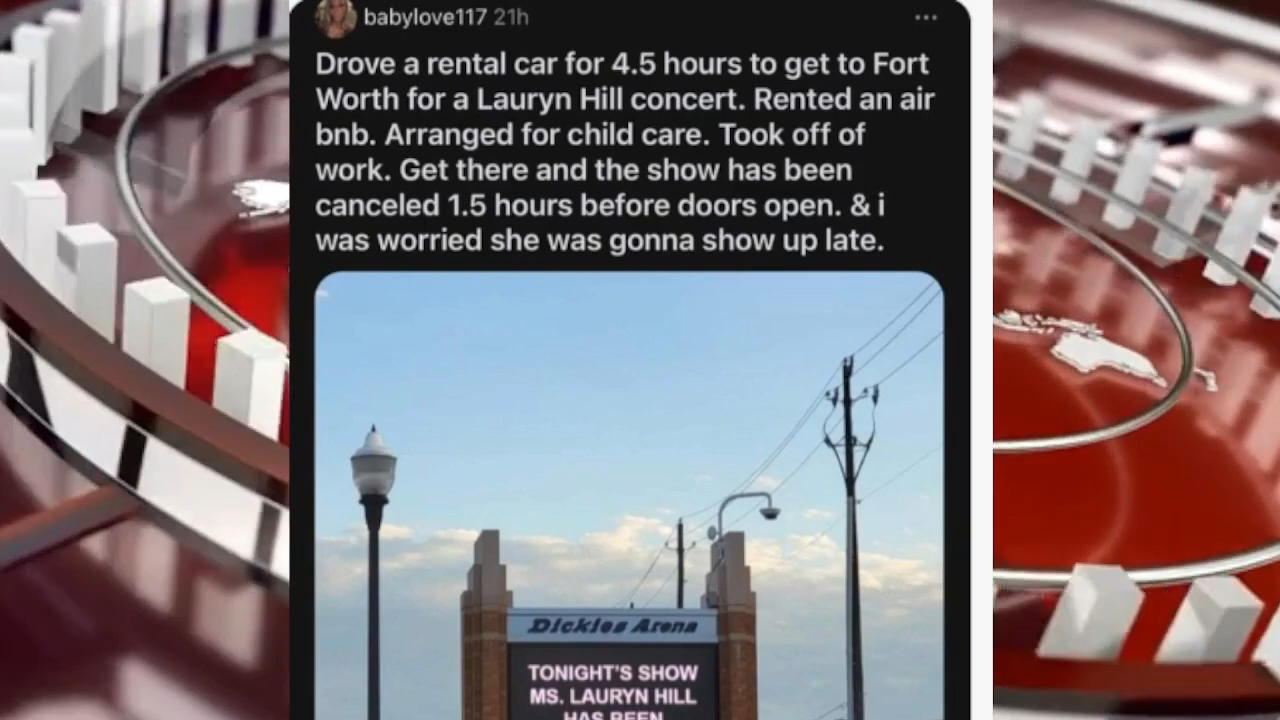 babylove117 21h
Drove a rental car for 4.5 hours to get to Fort
Worth for a Lauryn Hill concert. Rented an air
bnb. Arranged for child care. Took off of
work. Get there and the show has been
canceled 1.5 hours before doors open. & i
was worried she was gonna show up late.
Dickies Arena
TONIGHT'S SHOW
MS. LAURYN HILL
HAS BEEN